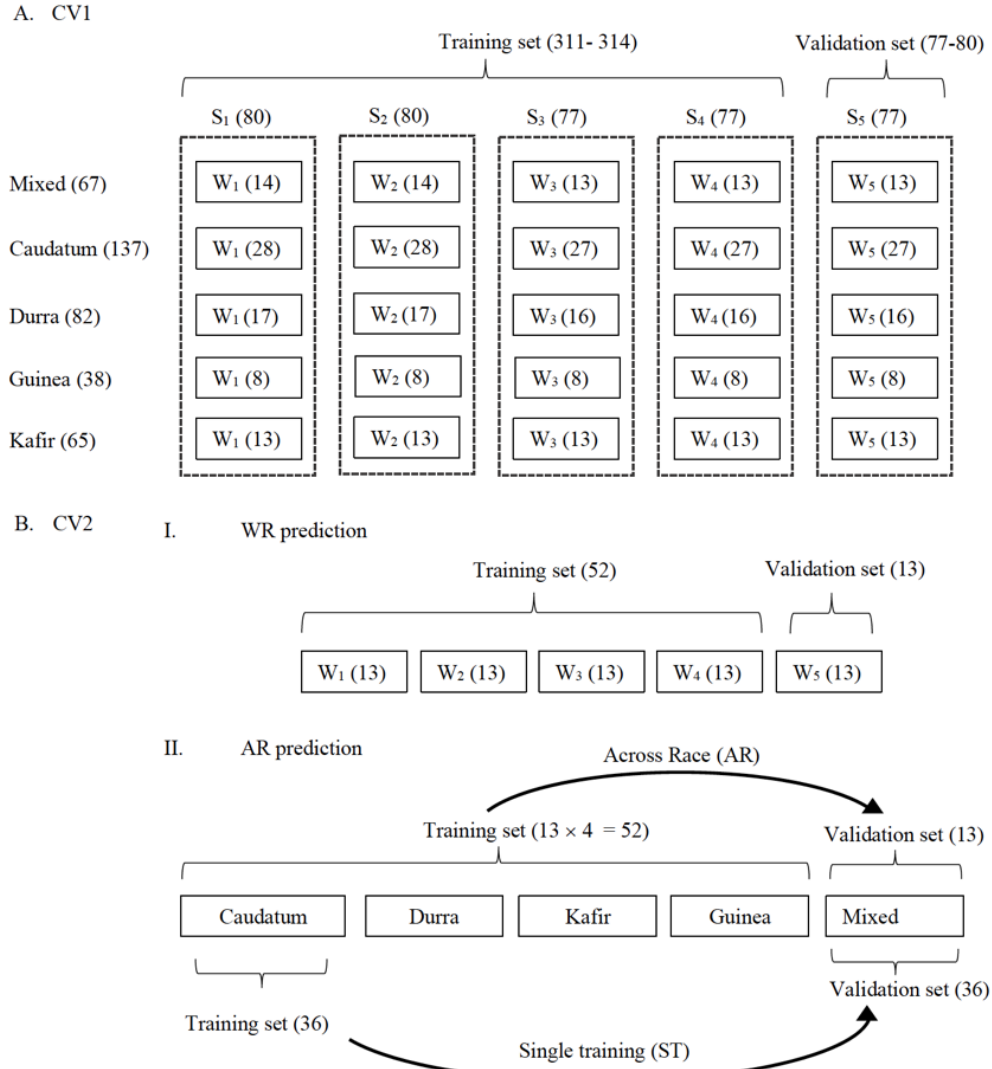 A. CV1
Training set (311- 314) Validation set (77-80)
S₁ (80) S₂ (80) S₃ (77) S₄ (77) S₅ (77)
Mixed (67) W₁ (14) W₂ (14) W₃ (13) W₄ (13) W₅ (13)
Caudatum (137) W₁ (28) W₂ (28) W₃ (27) W₄ (27) W₅ (27)
Durra (82) W₁ (17) W₂ (17) W₃ (16) W₄ (16) W₅ (16)
Guinea (38) W₁ (8) W₂ (8) W₃ (8) W₄ (8) W₅ (8)
Kafir (65) W₁ (13) W₂ (13) W₃ (13) W₄ (13) W₅ (13)
B. CV2 I. WR prediction
Training set (52) Validation set (13)
W₁ (13) W₂ (13) W₃ (13) W₄ (13) W₅ (13)
II. AR prediction
Across Race (AR)
Training set (13 × 4 = 52) Validation set (13)
Caudatum Durra Kafir Guinea Mixed
Validation set (36)
Training set (36)
Single training (ST)